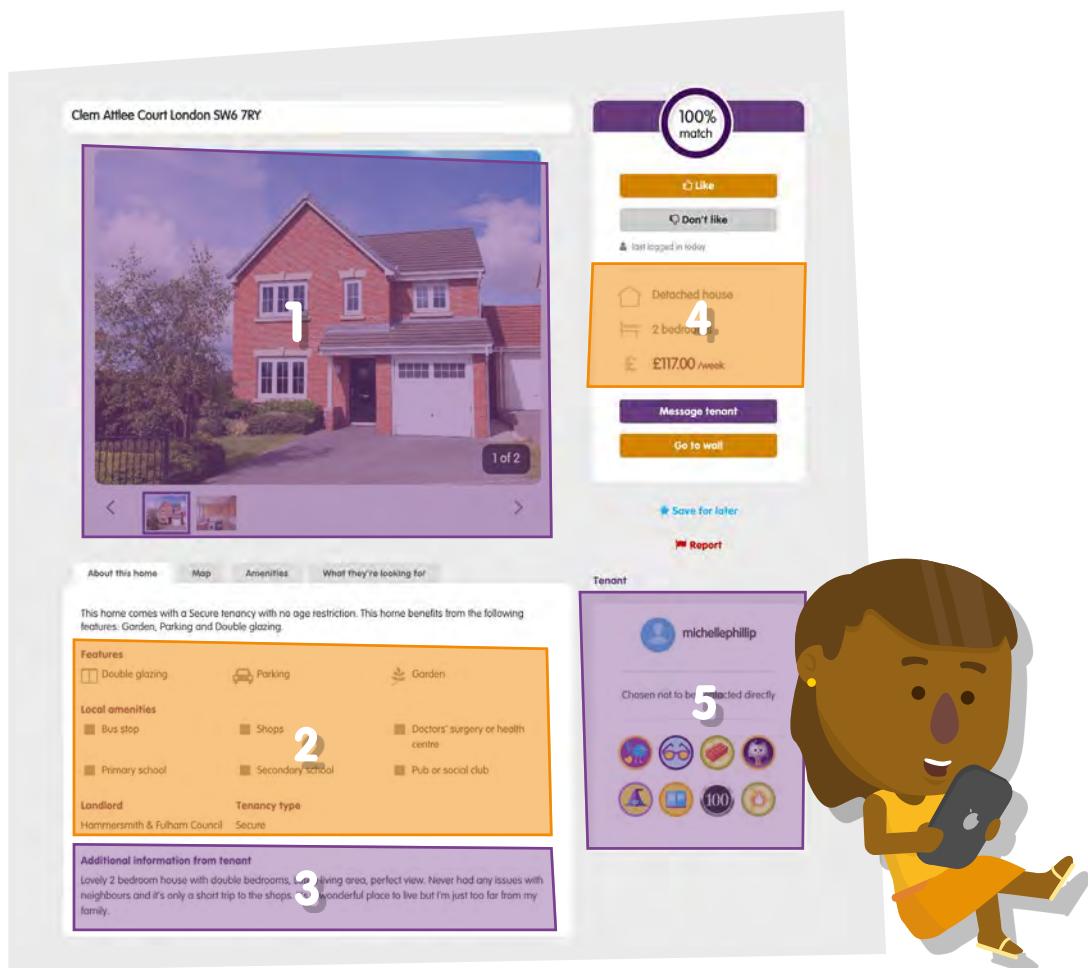 Clem Attlee Court London SW6 7RY
1
1 of 2
About this home Map Amenities What they're looking for
This home comes with a Secure tenancy with no age restriction. This home benefits from the following
features: Garden, Parking and Double glazing.
Features
Double glazing Parking Garden
Local amenities
Bus stop Shops Doctors' surgery or health
centre
2
Primary school Secondary school Pub or social club
Landlord Tenancy type
Hammersmith & Fulham Council Secure
Additional information from tenant
Lovely 2 bedroom house with double bedrooms, living area, perfect view. Never had any issues with
3
neighbours and it's only a short trip to the shops. wonderful place to live but I'm just too far from my
family.
100%
match
Like
Don't like
last logged in today
Detached house
4
2 bedrooms
£117.00 /week
Message tenant
Go to wall
Save for later
Report
Tenant
michellephillip
Chosen not to be contacted directly
5
100